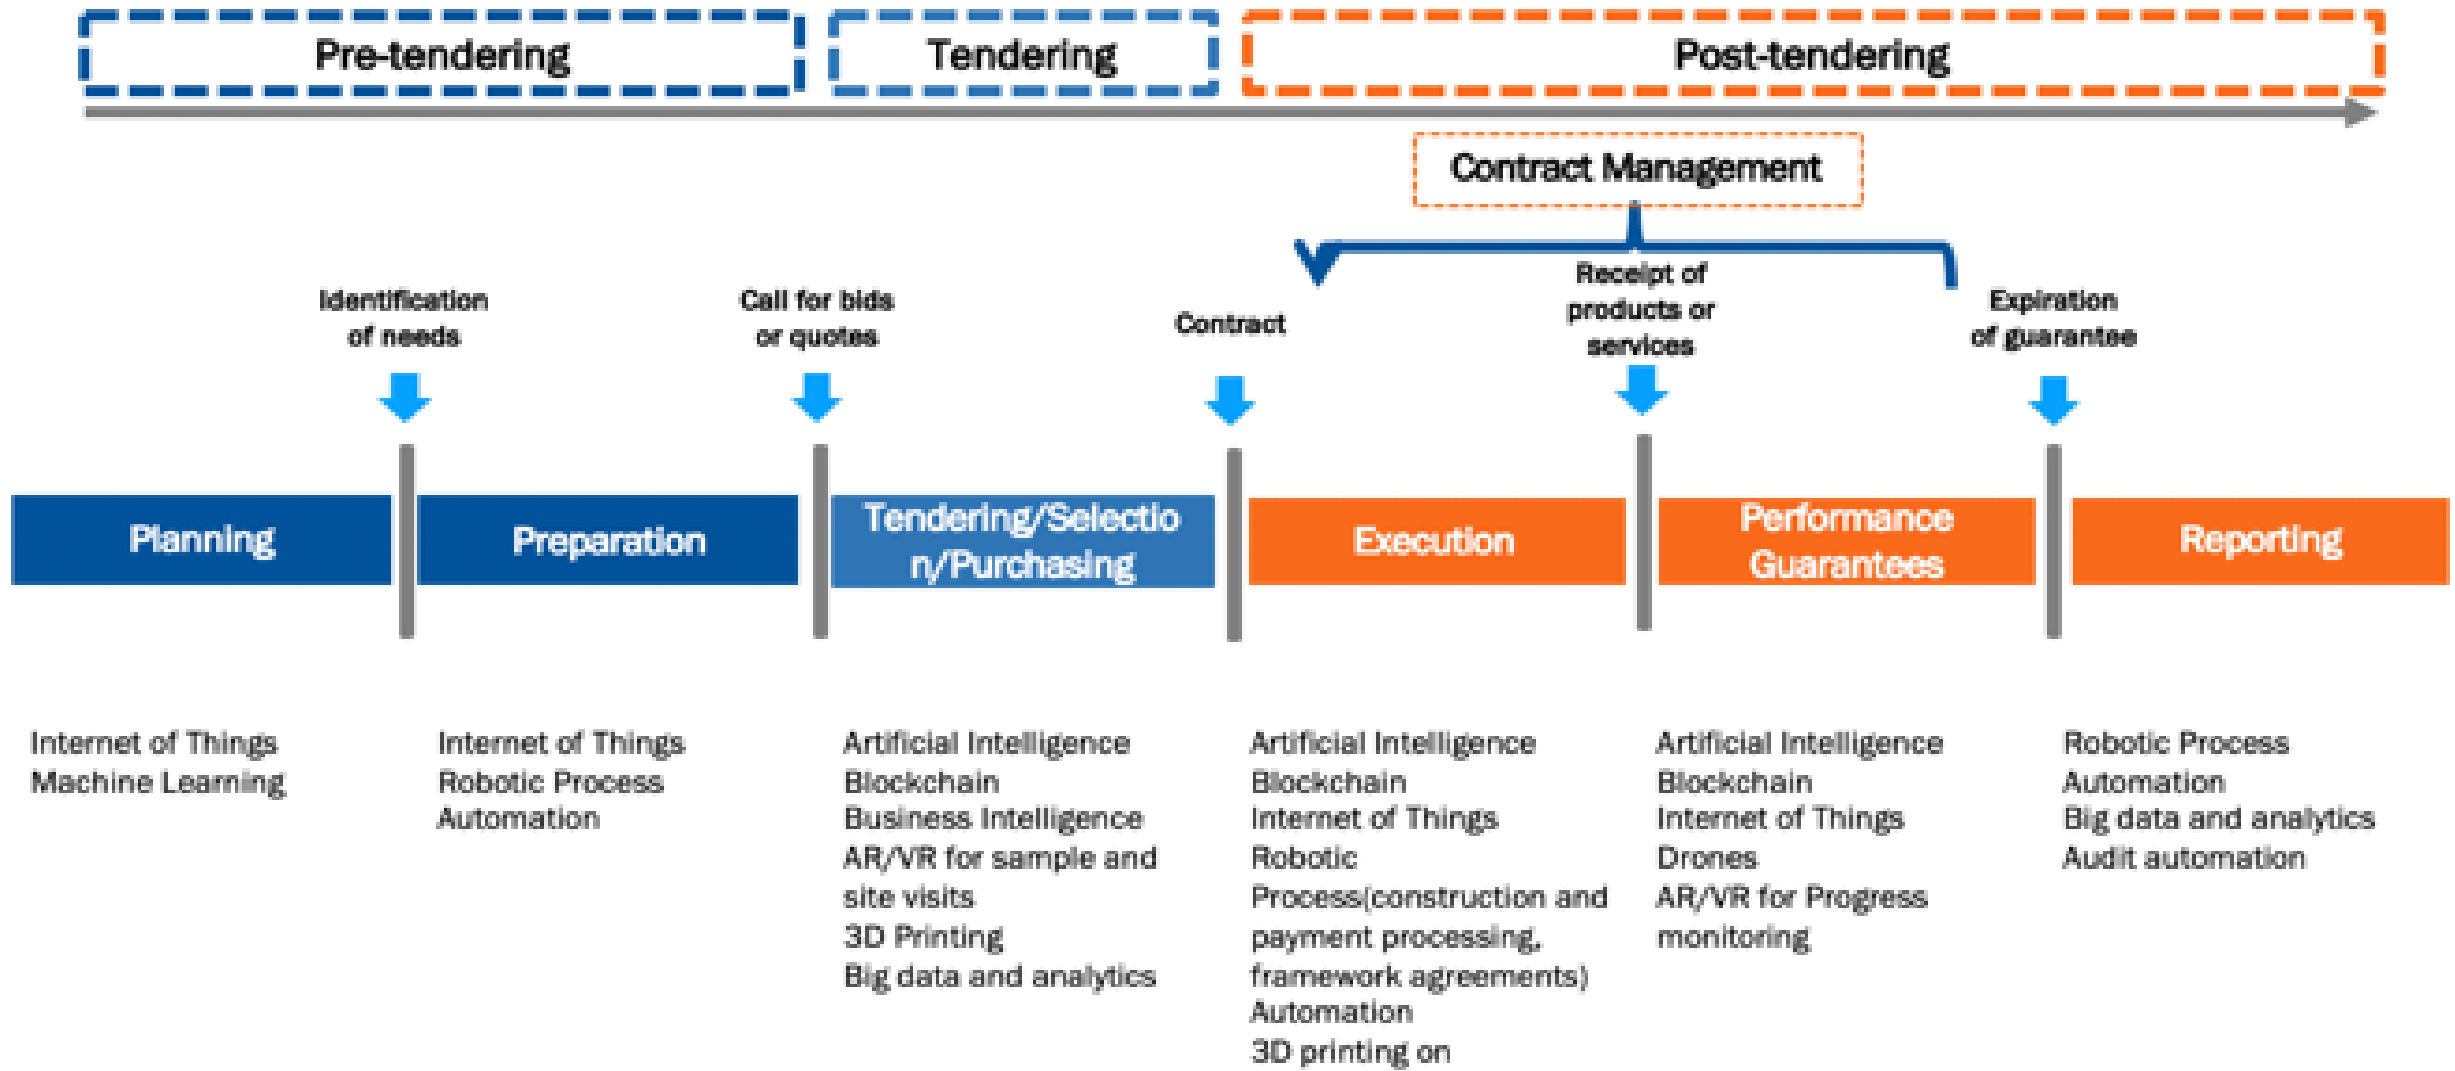 Pre-tendering
Tendering
Post-tendering
Contract Management
Identification
of needs
Call for bids
or quotes
Contract
Receipt of
products or
services
Expiration
of guarantee
Planning
Preparation
Tendering/Selectio
n/Purchasing
Execution
Performance
Guarantees
Reporting
Internet of Things
Machine Learning
Internet of Things
Robotic Process
Automation
Artificial Intelligence
Blockchain
Business Intelligence
AR/VR for sample and
site visits
3D Printing
Big data and analytics
Artificial Intelligence
Blockchain
Internet of Things
Robotic
Process(construction and
payment processing,
framework agreements)
Automation
3D printing on
Artificial Intelligence
Blockchain
Internet of Things
Drones
AR/VR for Progress
monitoring
Robotic Process
Automation
Big data and analytics
Audit automation